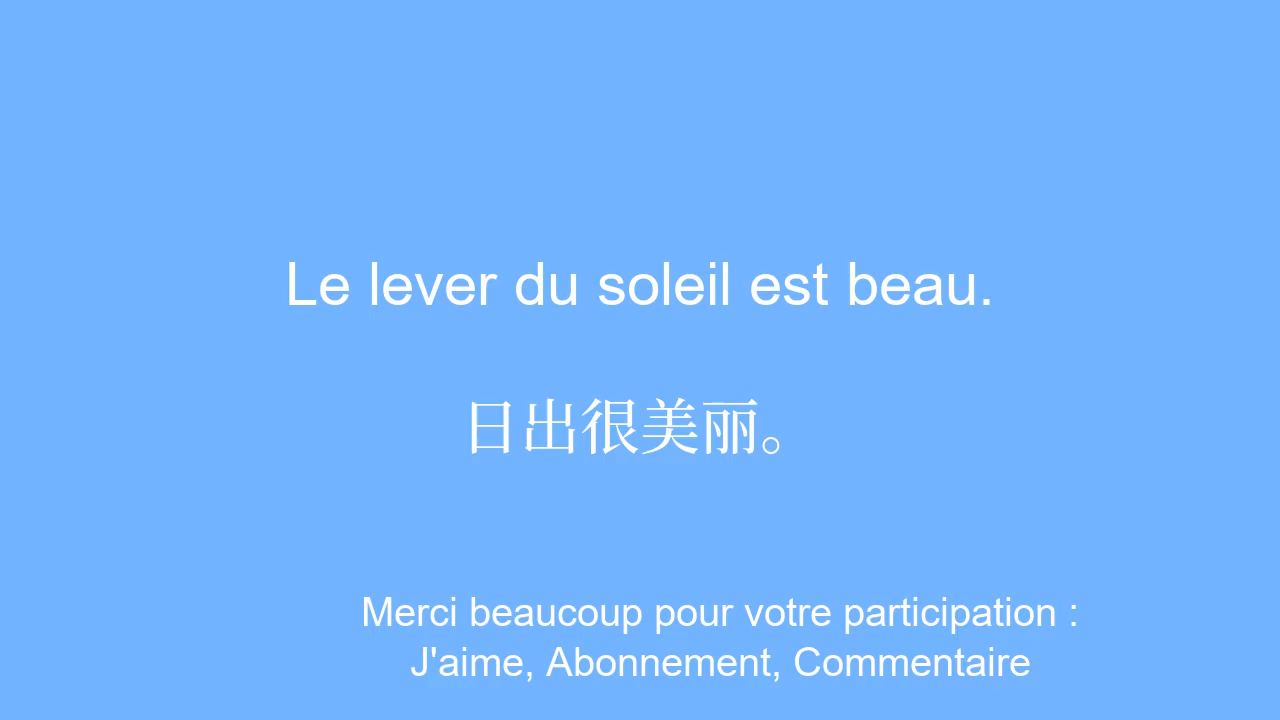 Le lever du soleil est beau.
日出很美丽。
Merci beaucoup pour votre participation :
J'aime, Abonnement, Commentaire